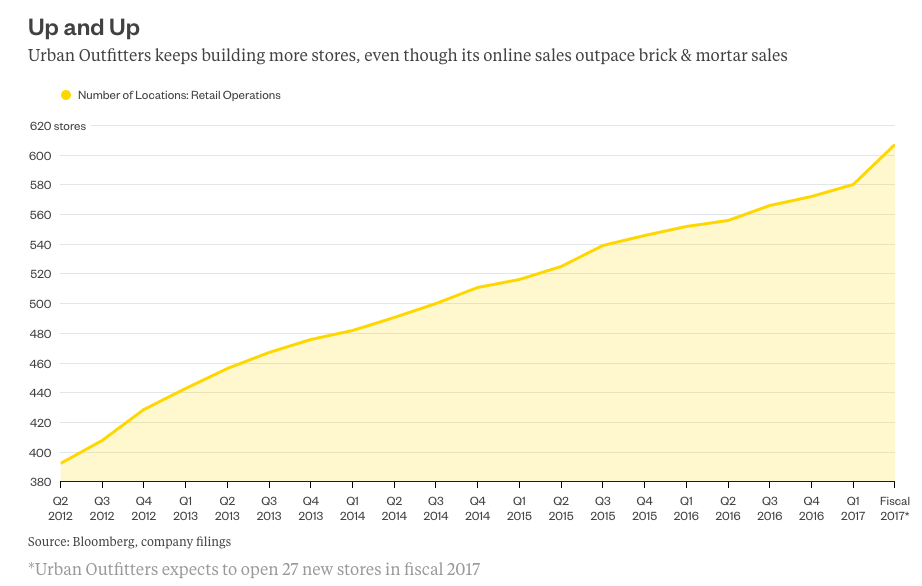 Up and Up
Urban Outfitters keeps building more stores, even though its online sales outpace brick & mortar sales
Number of Locations: Retail Operations
620 stores
600
580
560
540
520
500
480
460
440
420
400
380
Q2 Q3 Q4 Q1 Q2 Q3 Q4 Q1 Q2 Q3 Q4 Q1 Q2 Q3 Q4 Q1 Q2 Q3 Q4 Q1 Fiscal
2012 2012 2012 2013 2013 2013 2013 2014 2014 2014 2014 2015 2015 2015 2015 2016 2016 2016 2016 2017 2017*
Source: Bloomberg, company filings
*Urban Outfitters expects to open 27 new stores in fiscal 2017